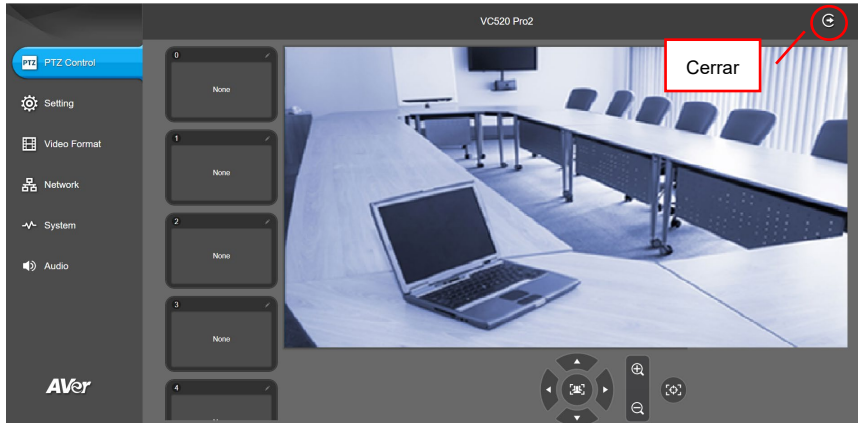 VC520 Pro2
Cerrar
PTZ PTZ Control
Setting
Video Format
Network
System
Audio
AVer
0
None
1
None
2
None
3
None
4